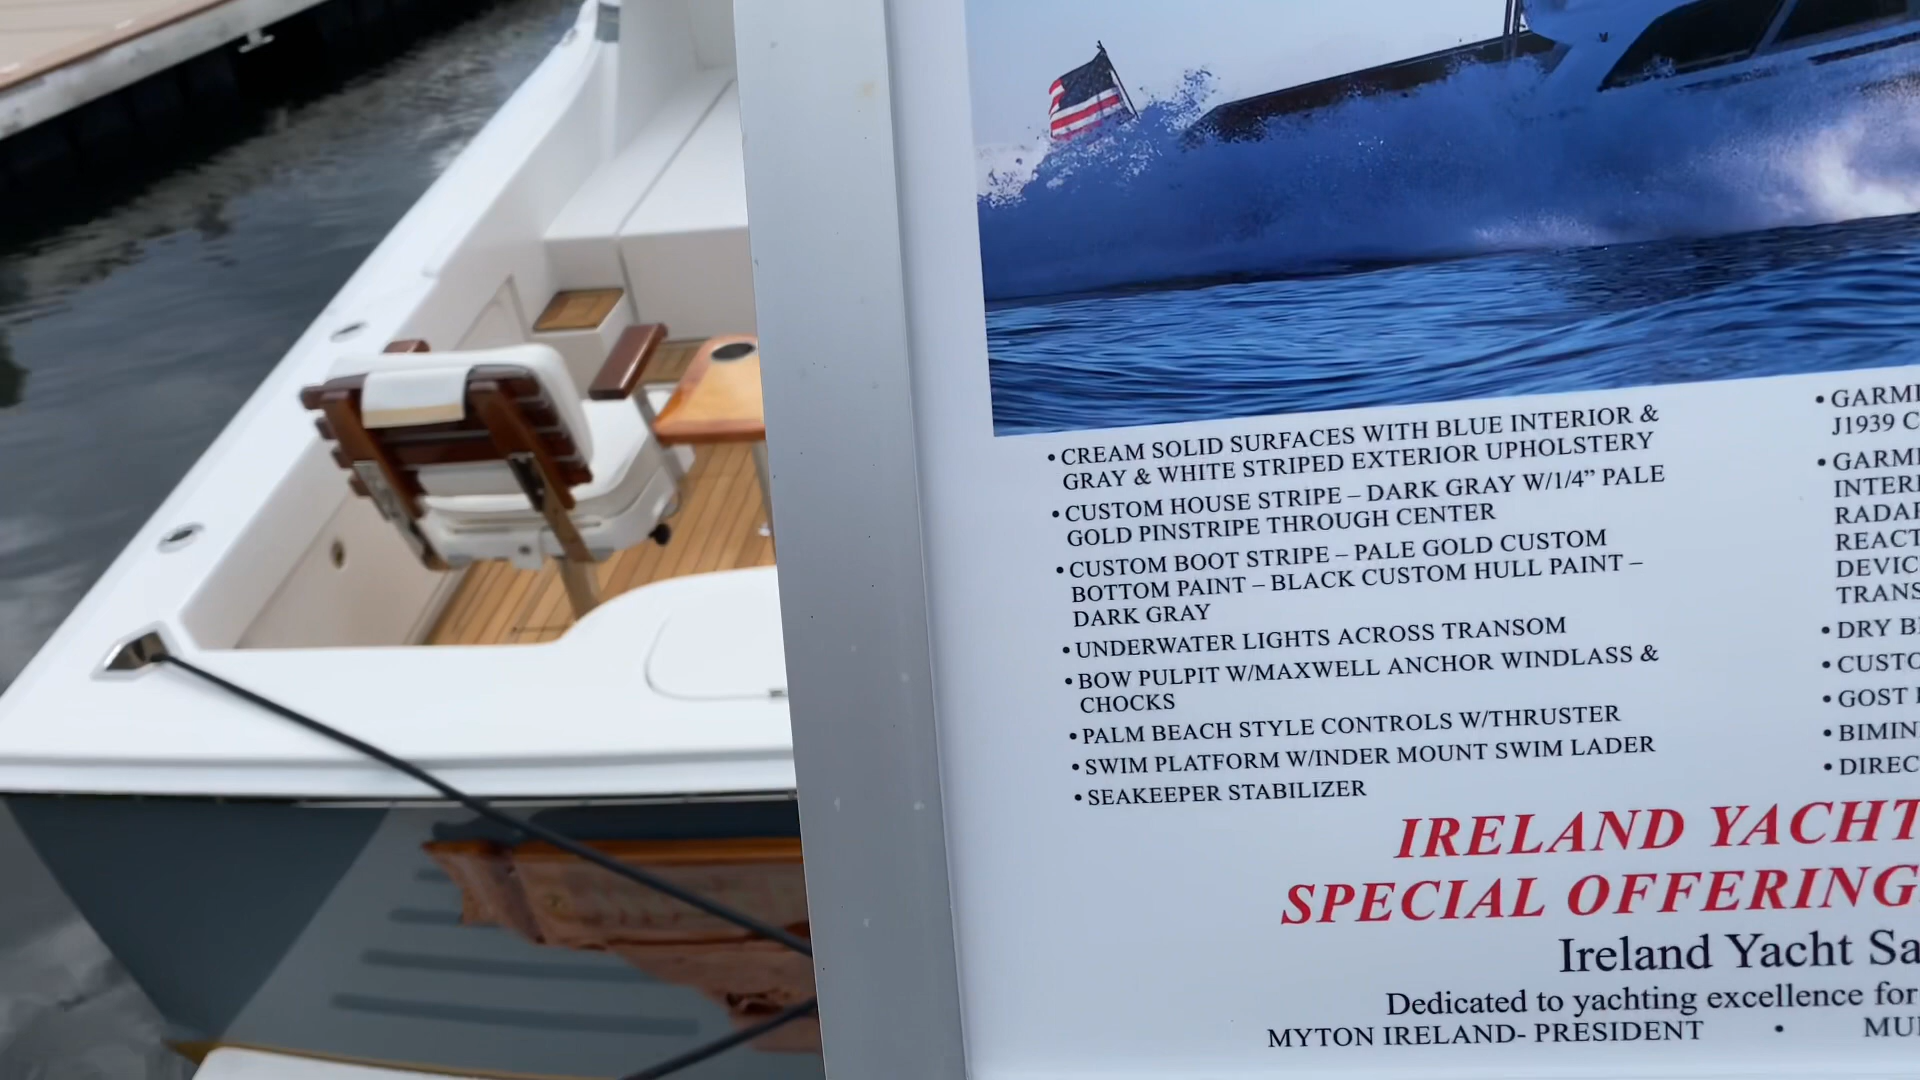 • CREAM SOLID SURFACES WITH BLUE INTERIOR &
GRAY & WHITE STRIPED EXTERIOR UPHOLSTERY
• CUSTOM HOUSE STRIPE – DARK GRAY W/1/4” PALE
GOLD PINSTRIPE THROUGH CENTER
• CUSTOM BOOT STRIPE – PALE GOLD CUSTOM
BOTTOM PAINT – BLACK CUSTOM HULL PAINT –
DARK GRAY
• UNDERWATER LIGHTS ACROSS TRANSOM
• BOW PULPIT W/MAXWELL ANCHOR WINDLASS &
CHOCKS
• PALM BEACH STYLE CONTROLS W/THRUSTER
• SWIM PLATFORM W/INDER MOUNT SWIM LADER
• SEAKEEPER STABILIZER
• GARMI
J1939 C
• GARMI
INTER
RADAR
REACT
DEVIC
TRANS
• DRY B
• CUSTO
• GOST
• BIMIN
• DIREC
IRELAND YACHT
SPECIAL OFFERING
Ireland Yacht Sa
Dedicated to yachting excellence for
MYTON IRELAND- PRESIDENT •